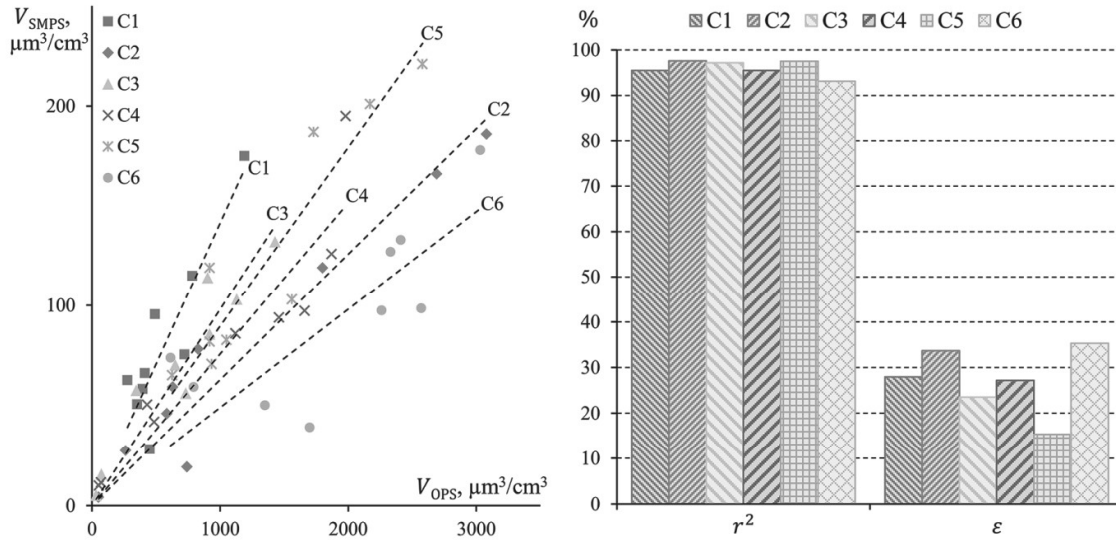 V_SMPS,
μm³/cm³
C1
C2
C3
C4
C5
C6
200
100
0
C1
C3
C5
C4
C2
C6
V_OPS, μm³/cm³
0 1000 2000 3000
%
C1 C2 C3 C4 C5 C6
100
90
80
70
60
50
40
30
20
10
0
r² ε